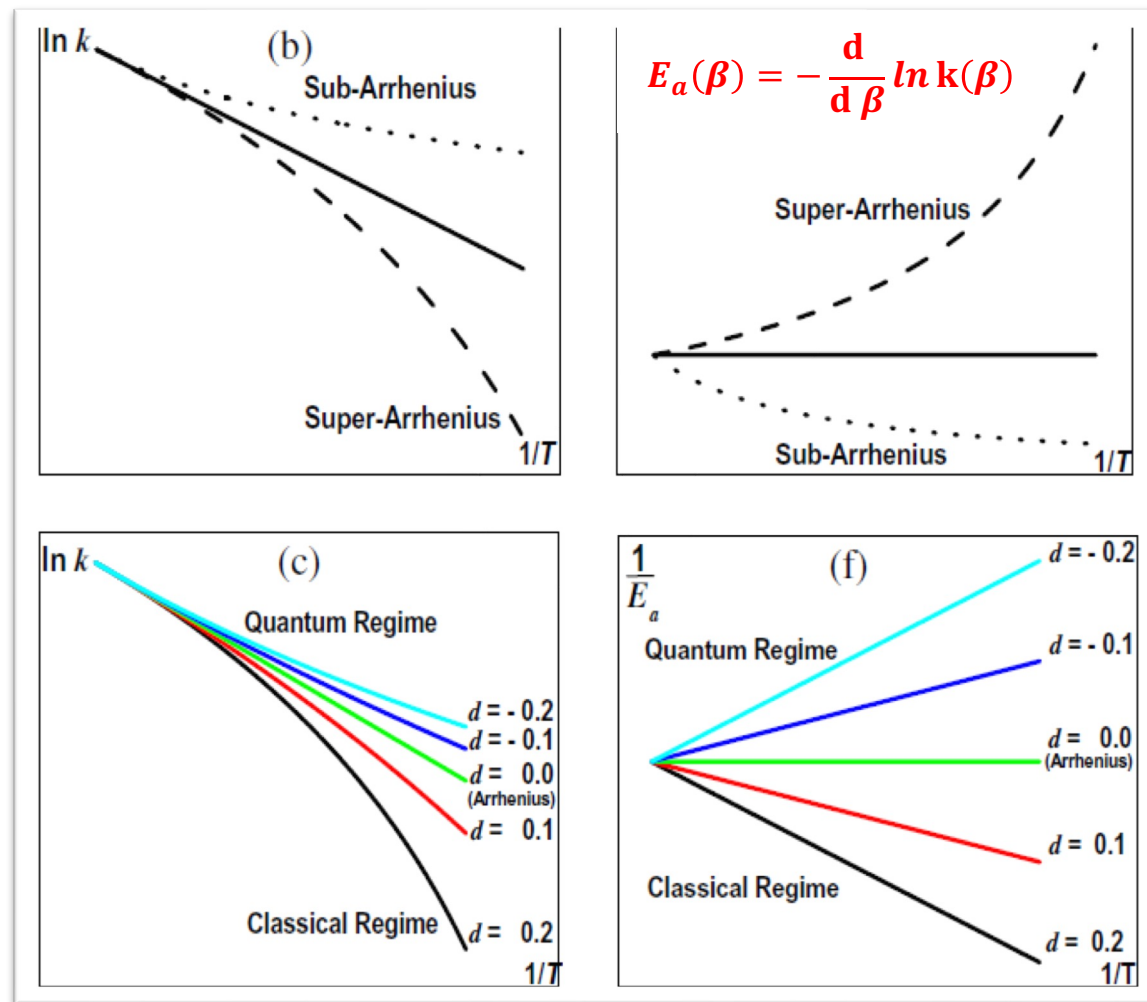 ln k
(b)
Sub-Arrhenius
Super-Arrhenius
1/T
E_a(β) = − d/d β ln k(β)
Super-Arrhenius
Sub-Arrhenius
1/T
ln k
(c)
Quantum Regime
d = - 0.2
d = - 0.1
d = 0.0
(Arrhenius)
d = 0.1
Classical Regime
d = 0.2
1/T
1/E_a
(f)
d = - 0.2
Quantum Regime
d = - 0.1
d = 0.0
(Arrhenius)
d = 0.1
Classical Regime
d = 0.2
1/T